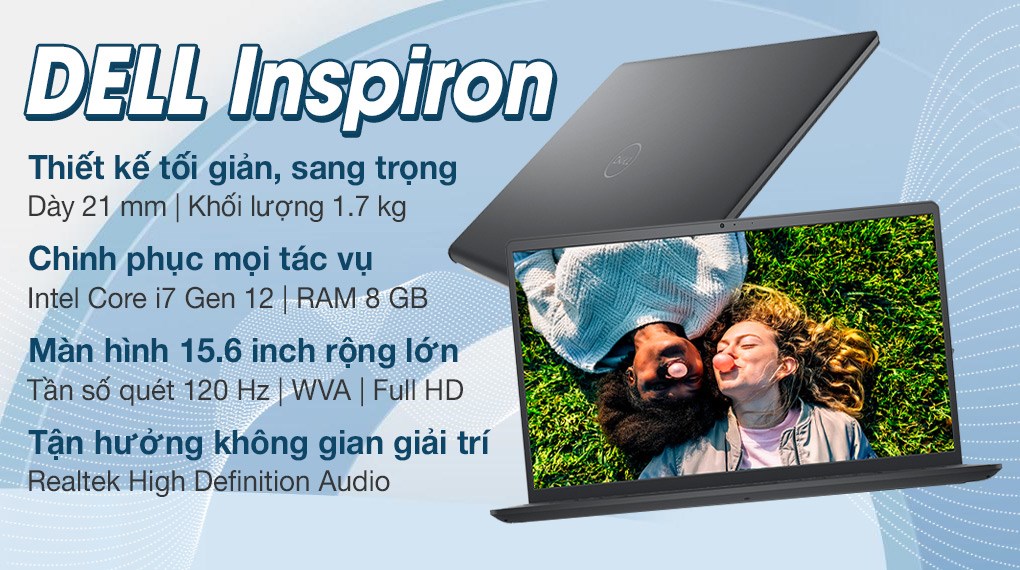 DELL Inspiron
Thiết kế tối giản, sang trọng
Dày 21 mm | Khối lượng 1.7 kg
Chinh phục mọi tác vụ
Intel Core i7 Gen 12 | RAM 8 GB
Màn hình 15.6 inch rộng lớn
Tần số quét 120 Hz | WVA | Full HD
Tận hưởng không gian giải trí
Realtek High Definition Audio
DELL